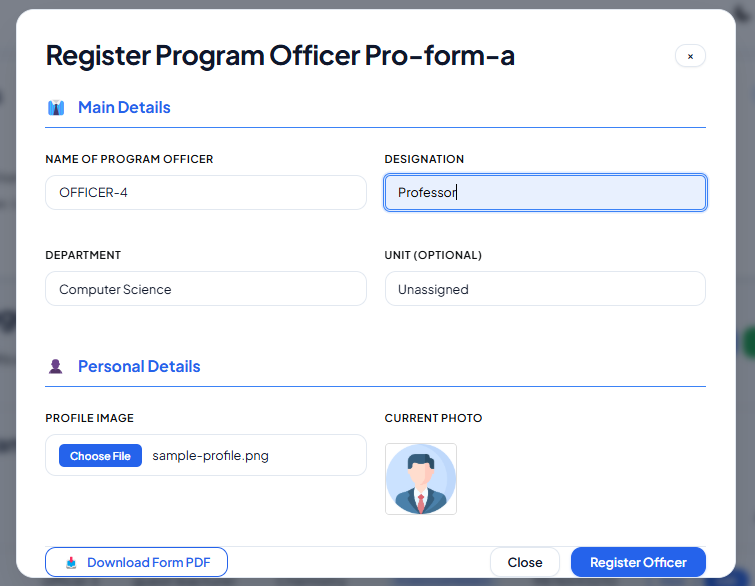 Register Program Officer Pro-form-a
×
Main Details
NAME OF PROGRAM OFFICER
DESIGNATION
OFFICER-4
Professor
DEPARTMENT
UNIT (OPTIONAL)
Computer Science
Unassigned
Personal Details
PROFILE IMAGE
CURRENT PHOTO
Choose File sample-profile.png
Download Form PDF
Close
Register Officer